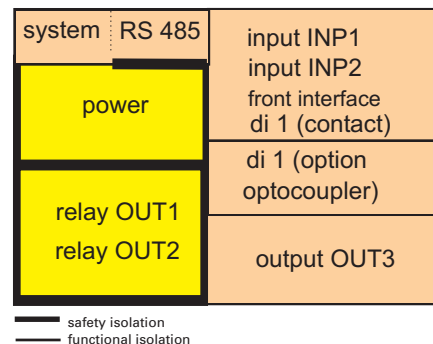 system RS 485
power
relay OUT1
relay OUT2
input INP1
input INP2
front interface
di 1 (contact)
di 1 (option
optocoupler)
output OUT3
safety isolation
functional isolation